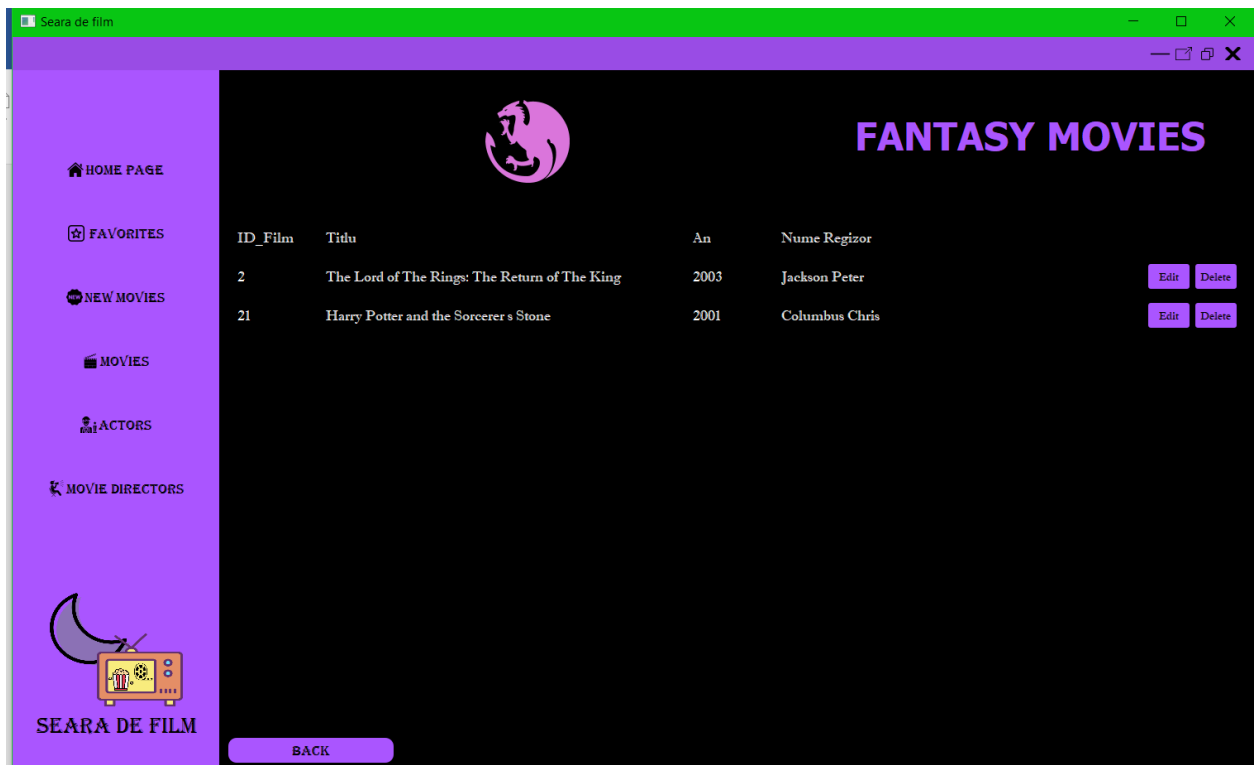 Seara de film
FANTASY MOVIES
HOME PAGE
FAVORITES
NEW MOVIES
MOVIES
ACTORS
MOVIE DIRECTORS
SEARA DE FILM
ID_Film Titlu An Nume Regizor
2 The Lord of The Rings: The Return of The King 2003 Jackson Peter Edit Delete
21 Harry Potter and the Sorcerer s Stone 2001 Columbus Chris Edit Delete
BACK